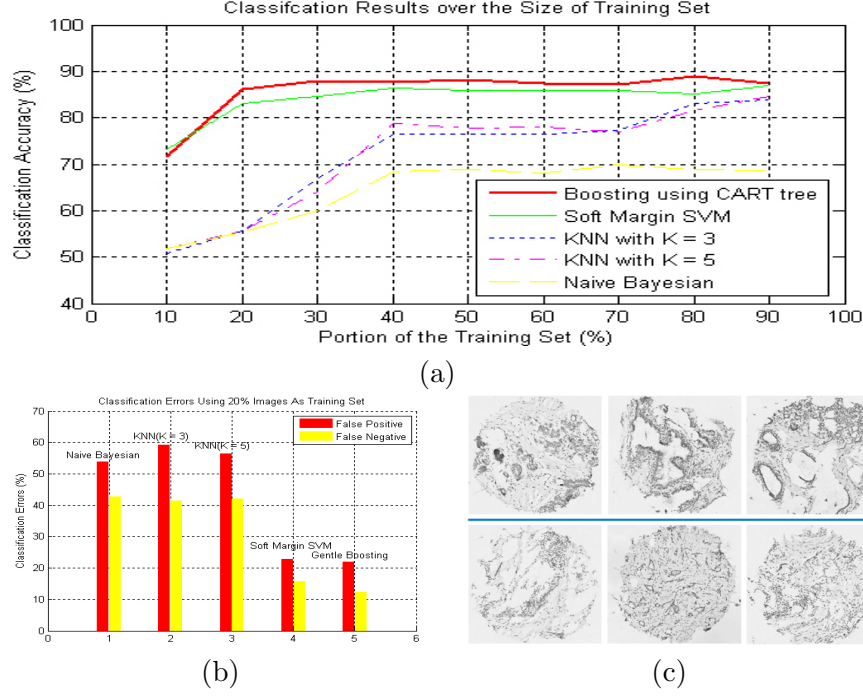 Classifcation Results over the Size of Training Set
100
90
80
70
60
50
40
Classification Accuracy (%)
Boosting using CART tree
Soft Margin SVM
KNN with K = 3
KNN with K = 5
Naive Bayesian
0 10 20 30 40 50 60 70 80 90 100
Portion of the Training Set (%)
(a)
Classification Errors Using 20% Images As Training Set
70
60
50
40
30
20
10
0
Classification Errors (%)
False Positive
False Negative
Naive Bayesian
KNN(K = 3)
KNN(K = 5)
Soft Margin SVM
Gentle Boosting
0 1 2 3 4 5 6
(b)
(c)